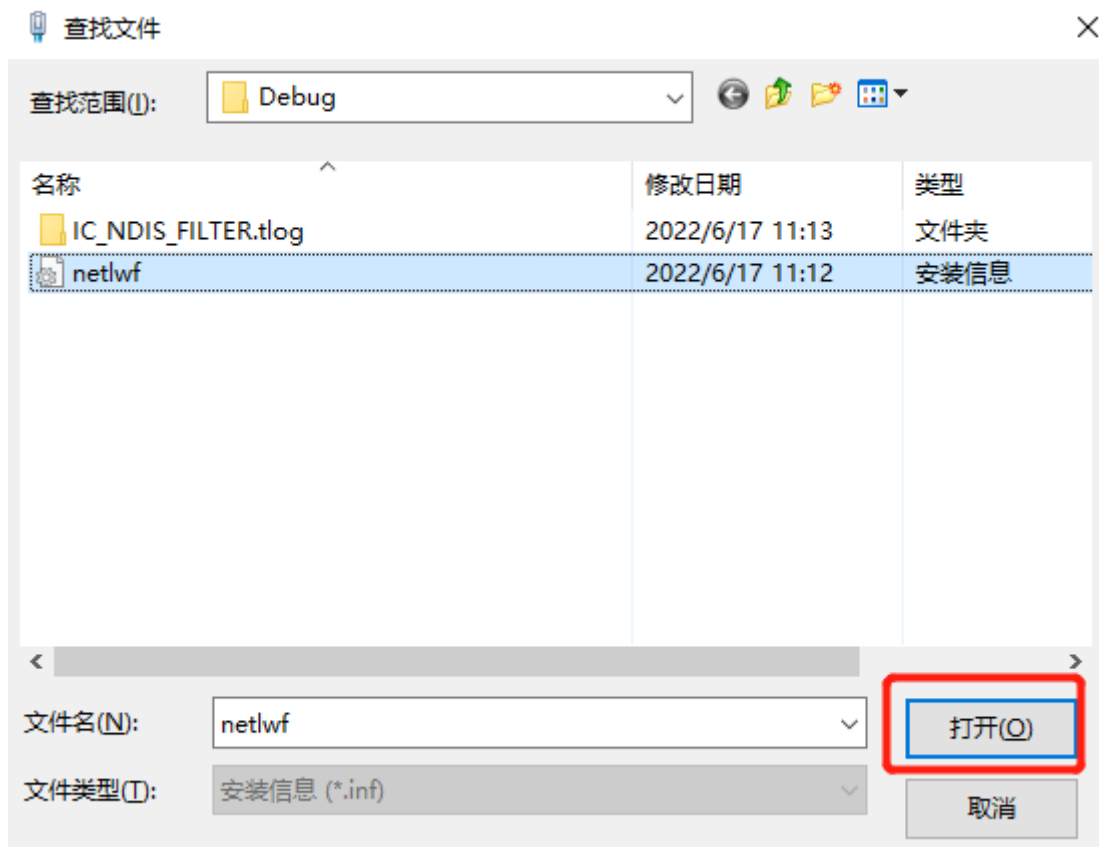 查找文件
查找范围(I): Debug
名称 修改日期 类型
IC_NDIS_FILTER.tlog 2022/6/17 11:13 文件夹
netlwf 2022/6/17 11:12 安装信息
文件名(N): netlwf 打开(O)
文件类型(T): 安装信息 (*.inf) 取消